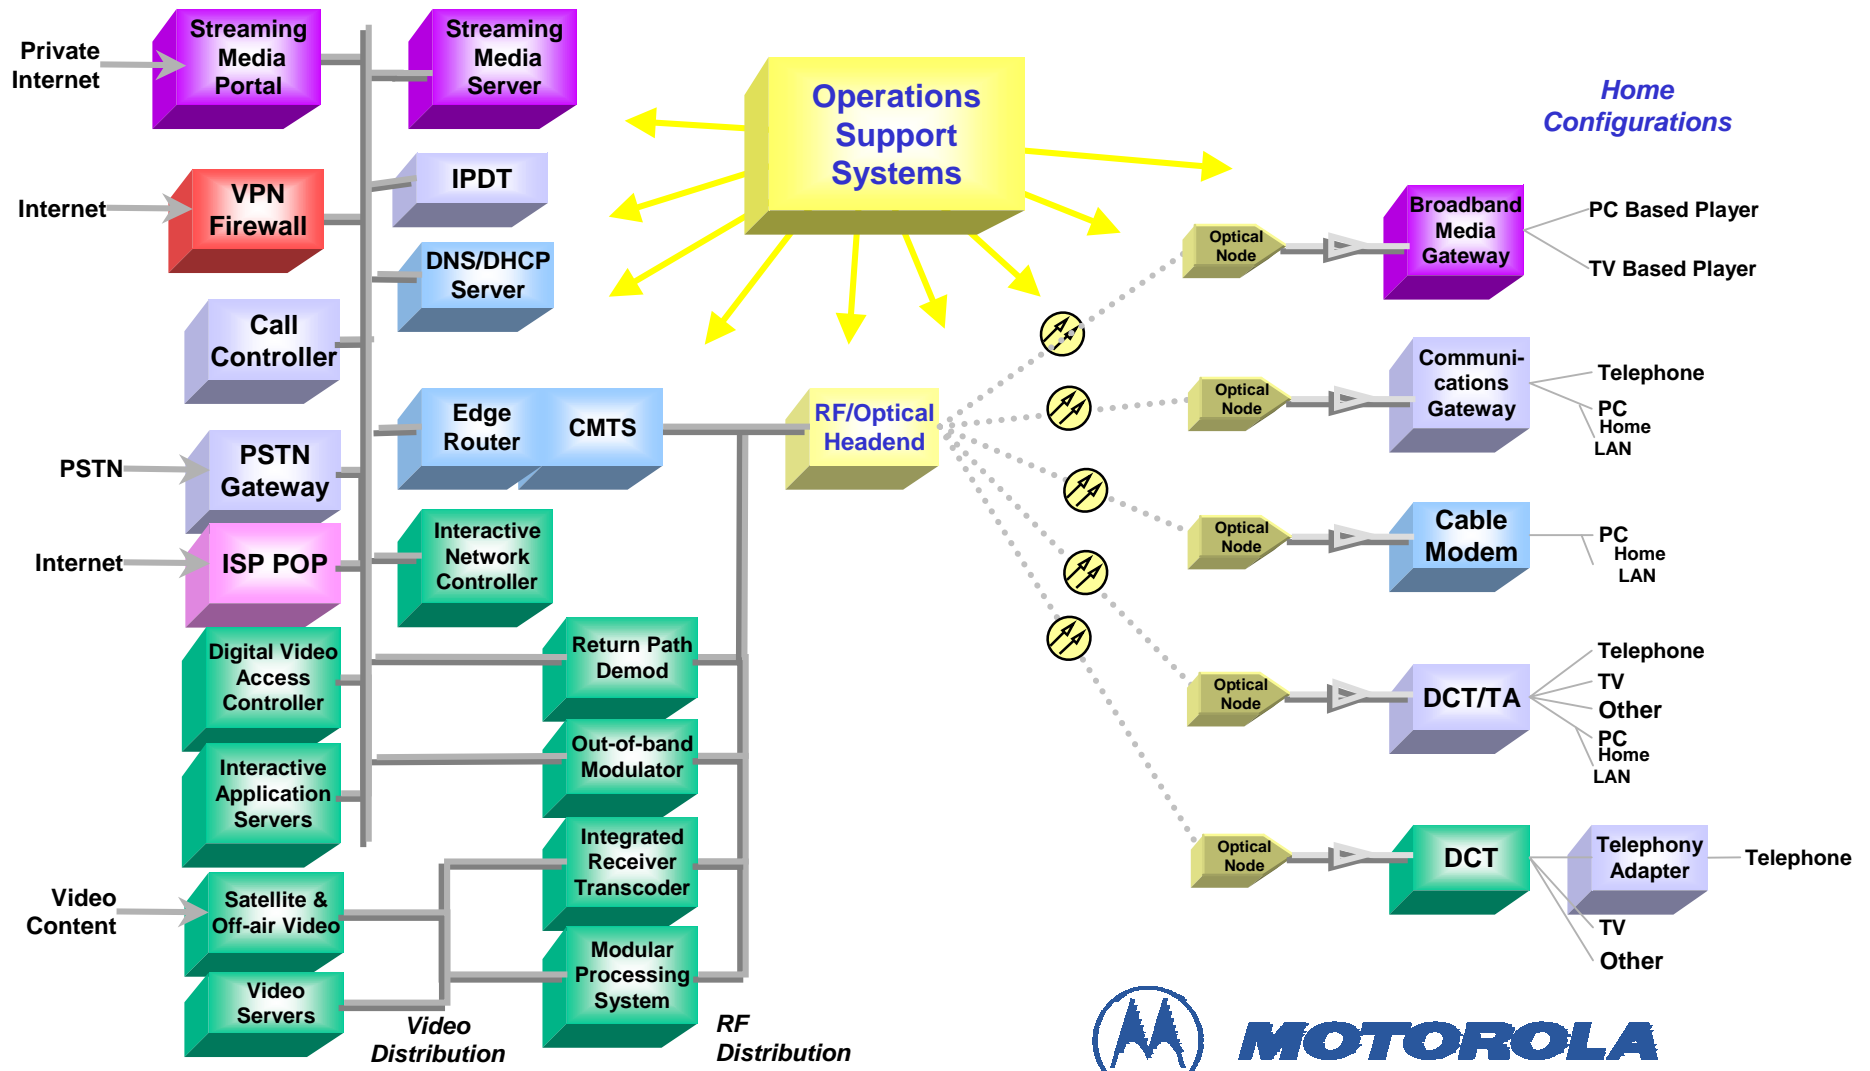 Private
Internet
Streaming
Media
Portal
Streaming
Media
Server
Operations
Support
Systems
Home
Configurations
Internet
VPN
Firewall
IPDT
DNS/DHCP
Server
Call
Controller
Edge
Router
CMTS
RF/Optical
Headend
PSTN
PSTN
Gateway
Internet
ISP POP
Interactive
Network
Controller
Digital Video
Access
Controller
Return Path
Demod
Interactive
Application
Servers
Out-of-band
Modulator
Integrated
Receiver
Transcoder
Video
Content
Satellite &
Off-air Video
Modular
Processing
System
Video
Servers
Video
Distribution
RF
Distribution
Optical
Node
Broadband
Media
Gateway
PC Based Player
TV Based Player
Optical
Node
Communi-
cations
Gateway
Telephone
PC
Home
LAN
Optical
Node
Cable
Modem
PC
Home
LAN
Optical
Node
DCT/TA
Telephone
TV
Other
PC
Home
LAN
Optical
Node
DCT
Telephony
Adapter
Telephone
TV
Other
MOTOROLA